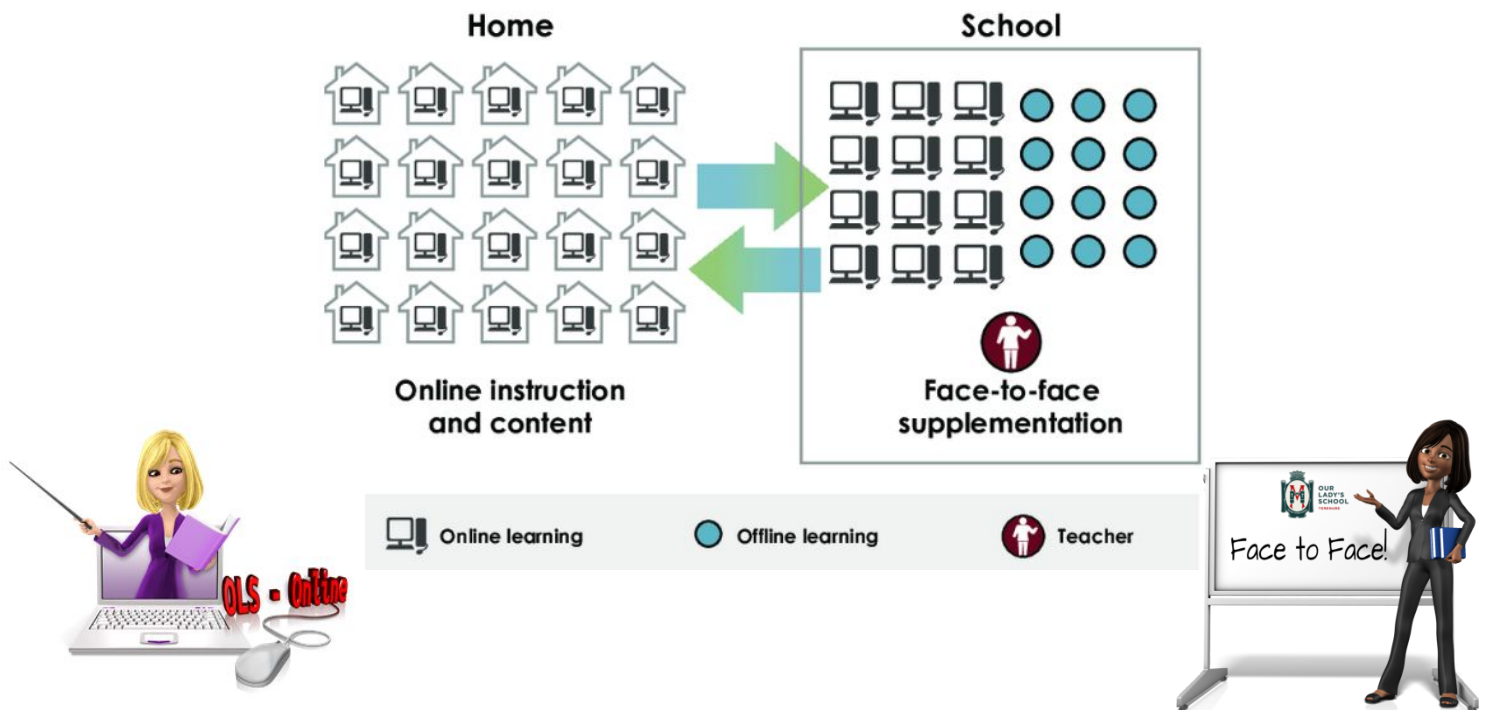 Home
School
Online instruction
and content
Face-to-face
supplementation
OLS - Online
Online learning
Offline learning
Teacher
OUR
LADY'S
SCHOOL
Face to Face!